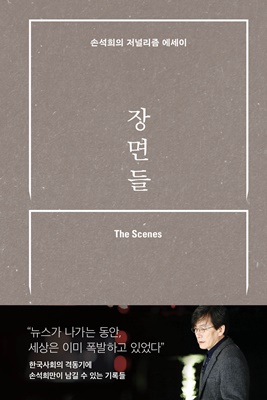 손석희의 저널리즘 에세이
장
면
들
The Scenes
“뉴스가 나가는 동안,
세상은 이미 폭발하고 있었다”
한국사회의 격동기에
손석희만이 남길 수 있는 기록들